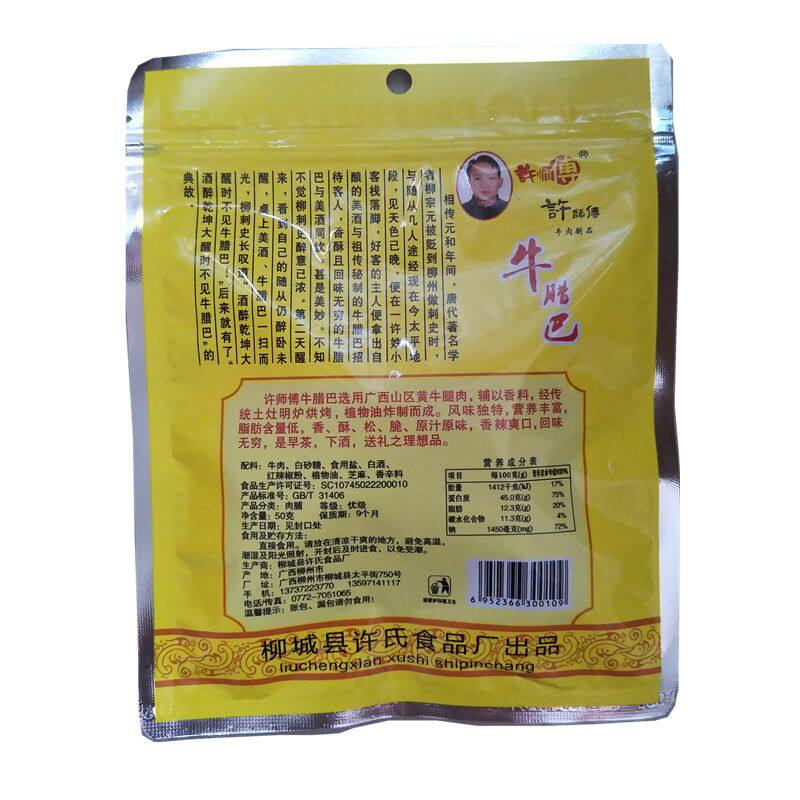 許师傅®
許師傅
牛肉制品
牛腊巴
相传元和年间，唐代著名学
者柳宗元被贬到柳州做刺史时，
与随从几人途经现在今太平地
段，见天色已晚。便在一许姓小
客栈落脚。好客的主人便拿出自
酿的美酒与祖传秘制的牛腊巴招
待客人，香酥且回味无穷的牛腊
巴与美酒同饮，甚是美妙。不知
不觉柳刺史醉意已浓。第二天醒
来，看到自己的随从仍醉卧未
醒，桌上美酒、牛腊巴一扫而
光，柳刺史长叹道，酒醉乾坤大
醒时不见牛腊巴！"后来就有了"
酒醉乾坤大醒时不见牛腊巴"的
典故。
许师傅牛腊巴选用广西山区黄牛腿肉，辅以香料，经传
统土灶明炉烘烤，植物油炸制而成。风味独特，营养丰富，
脂肪含量低，香、酥、松、脆、原汁原味，香辣爽口，回味
无穷，是早茶，下酒，送礼之理想品。
配料：牛肉、白砂糖、食用盐、白酒、
红辣椒粉、植物油、芝麻、香辛料
食品生产许可证号：SC10745022200010
产品标准号：GB/T 31406
产品分类：肉脯 等级：优级
净含量：50克 保质期：9个月
生产日期：见封口处
食用及贮存方法：
直接食用。请放在清凉干爽的地方，避免高温，
潮湿及阳光照射，开封后及时进食，以免受潮。
生产商：柳城县许氏食品厂
产 地：广西柳州市
厂 址：广西柳州市柳城县太平街750号
手 机：13737223770 13597141117
电话/传真：0772-7051065
温馨提示：胀包、漏包请勿食用！
营养成分表
项目 每100克(g) 营养素参考值NRV%
能量 1412千焦(kJ) 17%
蛋白质 45.0克(g) 75%
脂肪 12.3克(g) 20%
碳水化合物 11.3克(g) 4%
钠 1450毫克(mg) 72%
6 952366 300109
柳城县许氏食品厂出品
liuchengxian xushi shipinchang